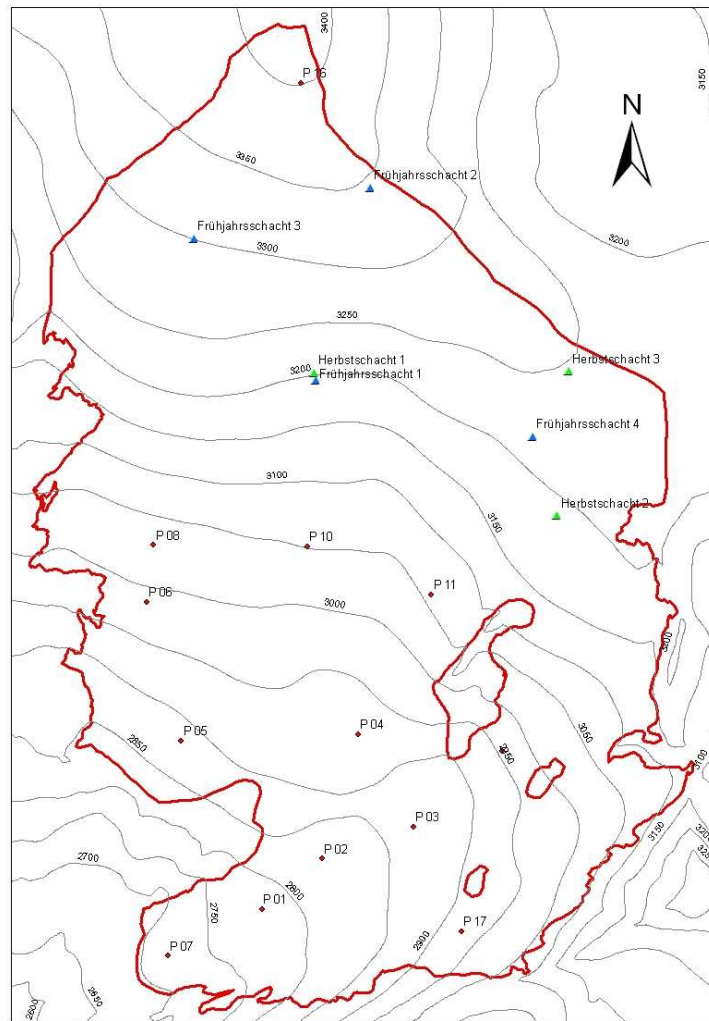 3400
3150
P 16
N
3350
Frühjahrsschacht 2
Frühjahrsschacht 3
3300
3200
3250
Herbstschacht 1
3200
Frühjahrsschacht 1
Herbstschacht 3
Frühjahrsschacht 4
3100
Herbstschacht 2
3150
P 08
P 10
P 11
P 06
3000
P 05
P 04
2850
3050
3100
P 03
3150
P 02
2700
2800
P 01
2750
P 17
2900
P 07
2650
2600